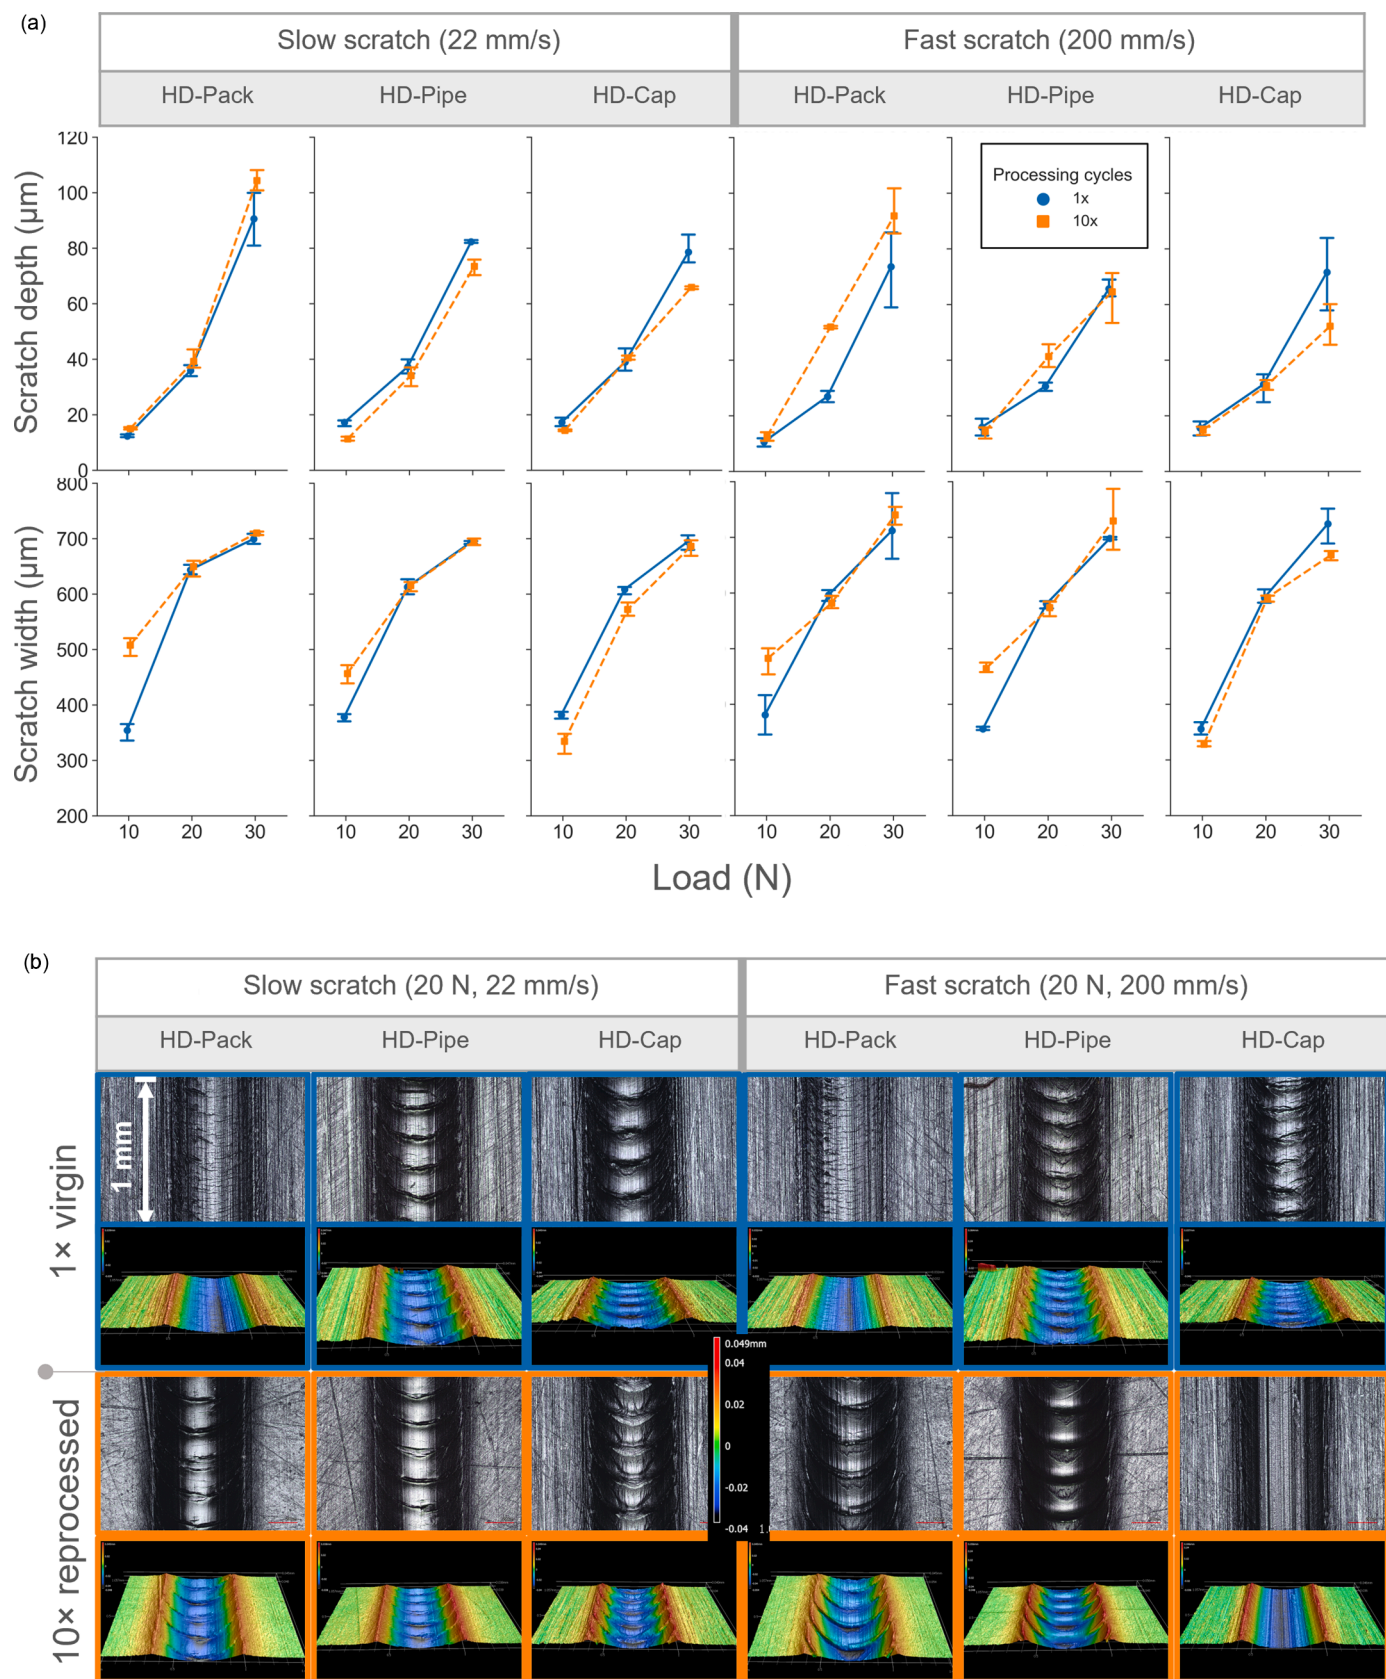 (a)
Slow scratch (22 mm/s) Fast scratch (200 mm/s)
HD-Pack HD-Pipe HD-Cap HD-Pack HD-Pipe HD-Cap
Scratch depth (μm)
120
100
80
60
40
20
0
Processing cycles
1x
10x
Scratch width (μm)
800
700
600
500
400
300
200
10 20 30 10 20 30 10 20 30 10 20 30 10 20 30 10 20 30
Load (N)
(b)
Slow scratch (20 N, 22 mm/s) Fast scratch (20 N, 200 mm/s)
HD-Pack HD-Pipe HD-Cap HD-Pack HD-Pipe HD-Cap
1× virgin
1 mm
0.049mm
0.04
0.02
0
-0.02
-0.04
10× reprocessed